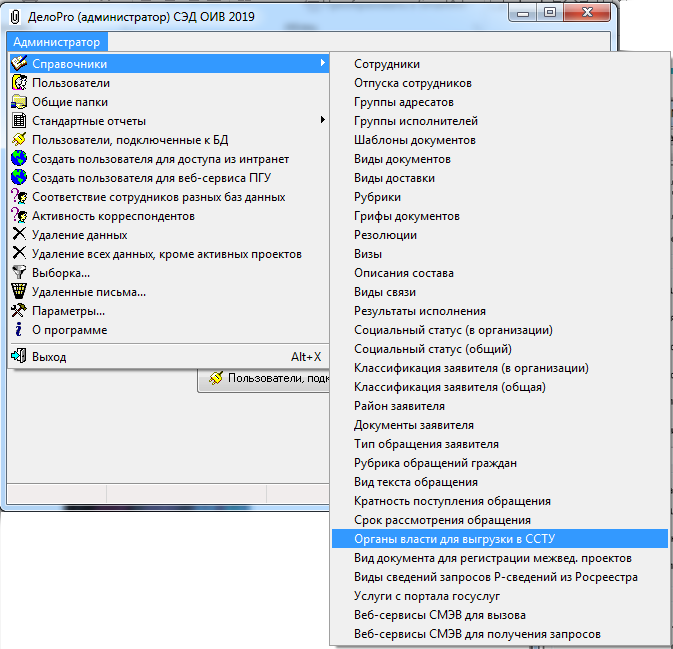 ДелоPro (администратор) СЭД ОИВ 2019
Администратор
Справочники
Пользователи
Общие папки
Стандартные отчеты
Пользователи, подключенные к БД
Создать пользователя для доступа из интранет
Создать пользователя для веб-сервиса ПГУ
Соответствие сотрудников разных баз данных
Активность корреспондентов
Удаление данных
Удаление всех данных, кроме активных проектов
Выборка...
Удаленные письма...
Параметры...
О программе
Выход Alt+X
Пользователи, подк
Сотрудники
Отпуска сотрудников
Группы адресатов
Группы исполнителей
Шаблоны документов
Виды документов
Виды доставки
Рубрики
Грифы документов
Резолюции
Визы
Описания состава
Виды связи
Результаты исполнения
Социальный статус (в организации)
Социальный статус (общий)
Классификация заявителя (в организации)
Классификация заявителя (общая)
Район заявителя
Документы заявителя
Тип обращения заявителя
Рубрика обращений граждан
Вид текста обращения
Кратность поступления обращения
Срок рассмотрения обращения
Органы власти для выгрузки в ССТУ
Вид документа для регистрации межвед. проектов
Виды сведений запросов Р-сведений из Росреестра
Услуги с портала госуслуг
Веб-сервисы СМЭВ для вызова
Веб-сервисы СМЭВ для получения запросов